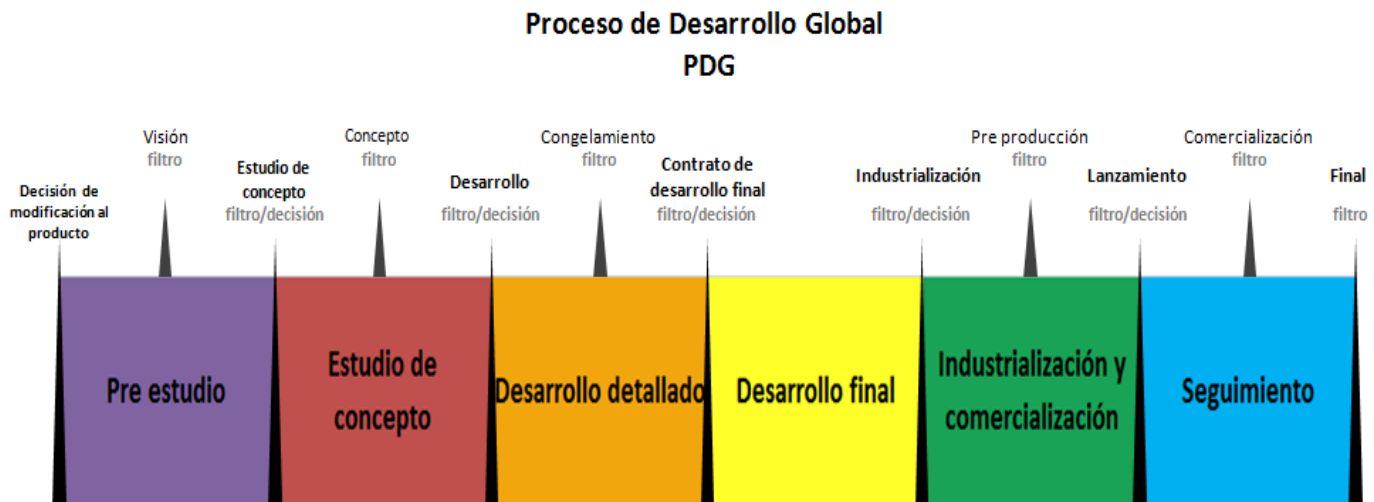 Proceso de Desarrollo Global
PDG
Visión
filtro
Concepto
filtro
Congelamiento
filtro
Pre producción
filtro
Comercialización
filtro
Decisión de
modificación al
producto
Estudio de
concepto
filtro/decisión
Desarrollo
filtro/decisión
Contrato de
desarrollo final
filtro/decisión
Industrialización
filtro/decisión
Lanzamiento
filtro/decisión
Final
filtro
Pre estudio
Estudio de
concepto
Desarrollo detallado
Desarrollo final
Industrialización y
comercialización
Seguimiento